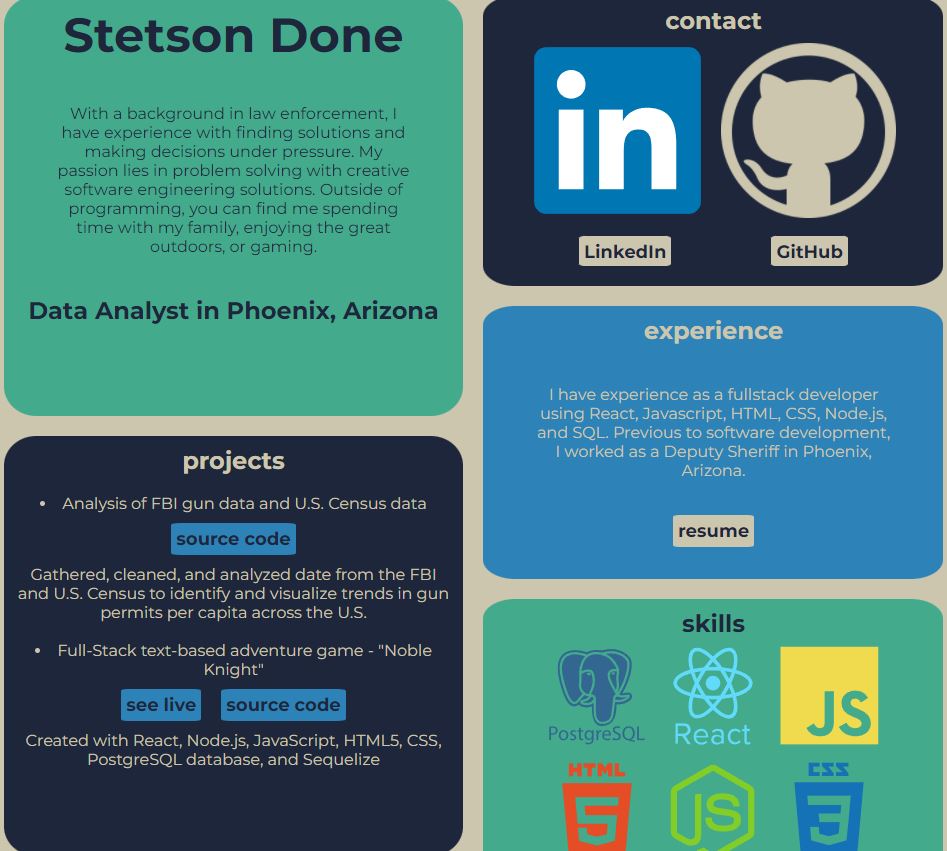 Stetson Done
With a background in law enforcement, I
have experience with finding solutions and
making decisions under pressure. My
passion lies in problem solving with creative
software engineering solutions. Outside of
programming, you can find me spending
time with my family, enjoying the great
outdoors, or gaming.
Data Analyst in Phoenix, Arizona
projects
• Analysis of FBI gun data and U.S. Census data
source code
Gathered, cleaned, and analyzed date from the FBI
and U.S. Census to identify and visualize trends in gun
permits per capita across the U.S.
• Full-Stack text-based adventure game - "Noble
Knight"
see live source code
Created with React, Node.js, JavaScript, HTML5, CSS,
PostgreSQL database, and Sequelize
contact
in
LinkedIn GitHub
experience
I have experience as a fullstack developer
using React, Javascript, HTML, CSS, Node.js,
and SQL. Previous to software development,
I worked as a Deputy Sheriff in Phoenix,
Arizona.
resume
skills
PostgreSQL React JS
HTML CSS
5 JS 3